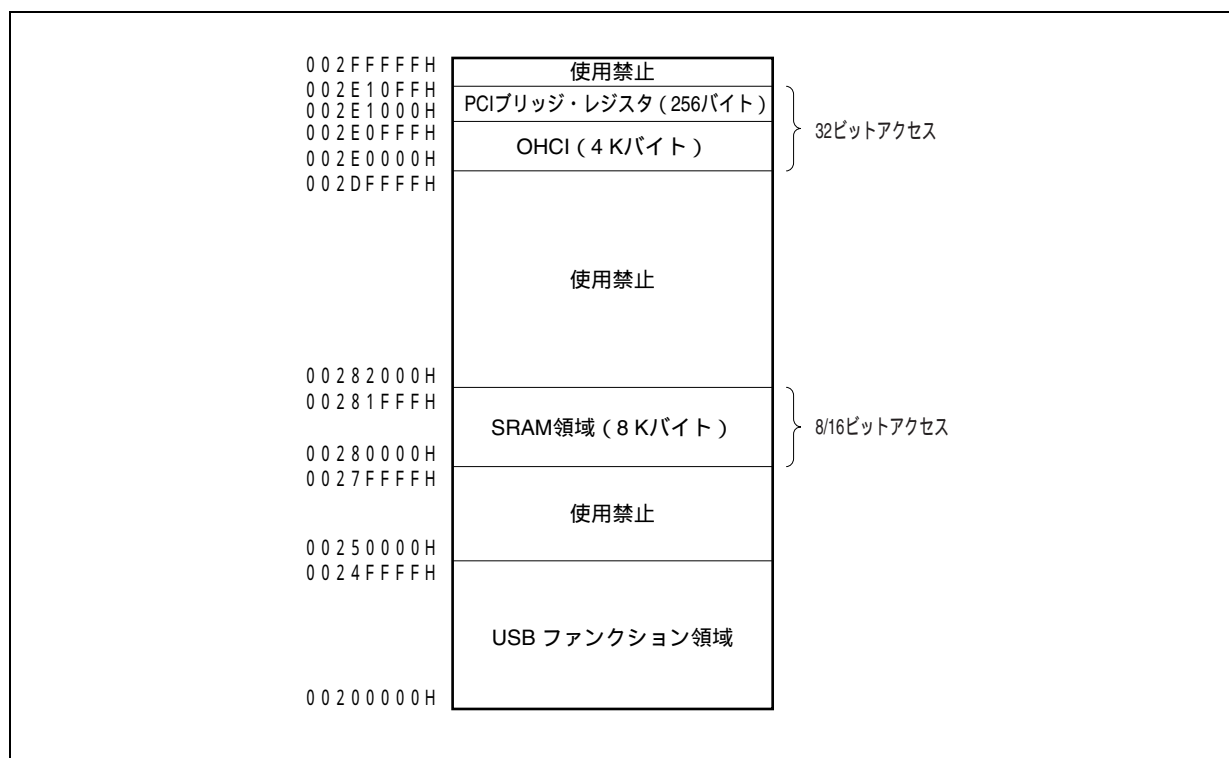 002FFFFFH
使用禁止
002E10FFH
PCIブリッジ・レジスタ(256バイト)
002E1000H
002E0FFFH
32ビットアクセス
OHCI(4 Kバイト)
002E0000H
002DFFFFH
使用禁止
00282000H
00281FFFH
SRAM領域(8 Kバイト)
8/16ビットアクセス
00280000H
0027FFFFH
使用禁止
00250000H
0024FFFFH
USB ファンクション領域
00200000H